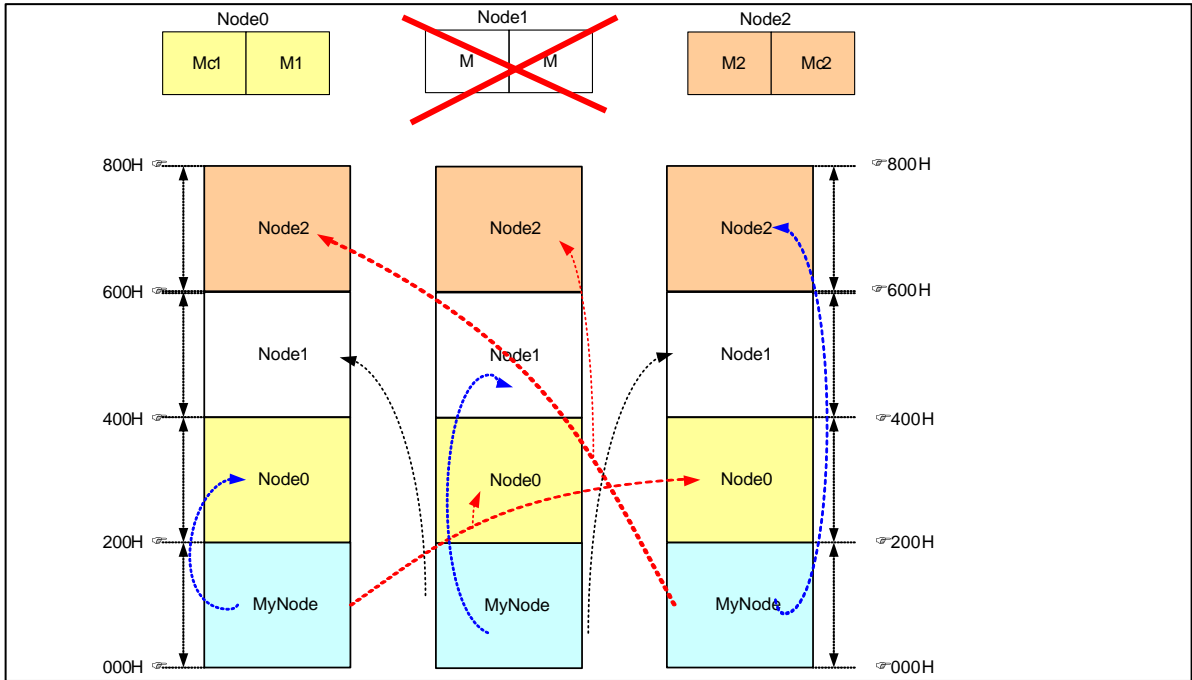 Node0 Node1 Node2
Mc1 M1 M M M2 Mc2
800H ☞ ☞800H
Node2 Node2 Node2
600H ☞ ☞600H
Node1 Node1 Node1
400H ☞ ☞400H
Node0 Node0 Node0
200H ☞ ☞200H
MyNode MyNode MyNode
000H ☞ ☞000H